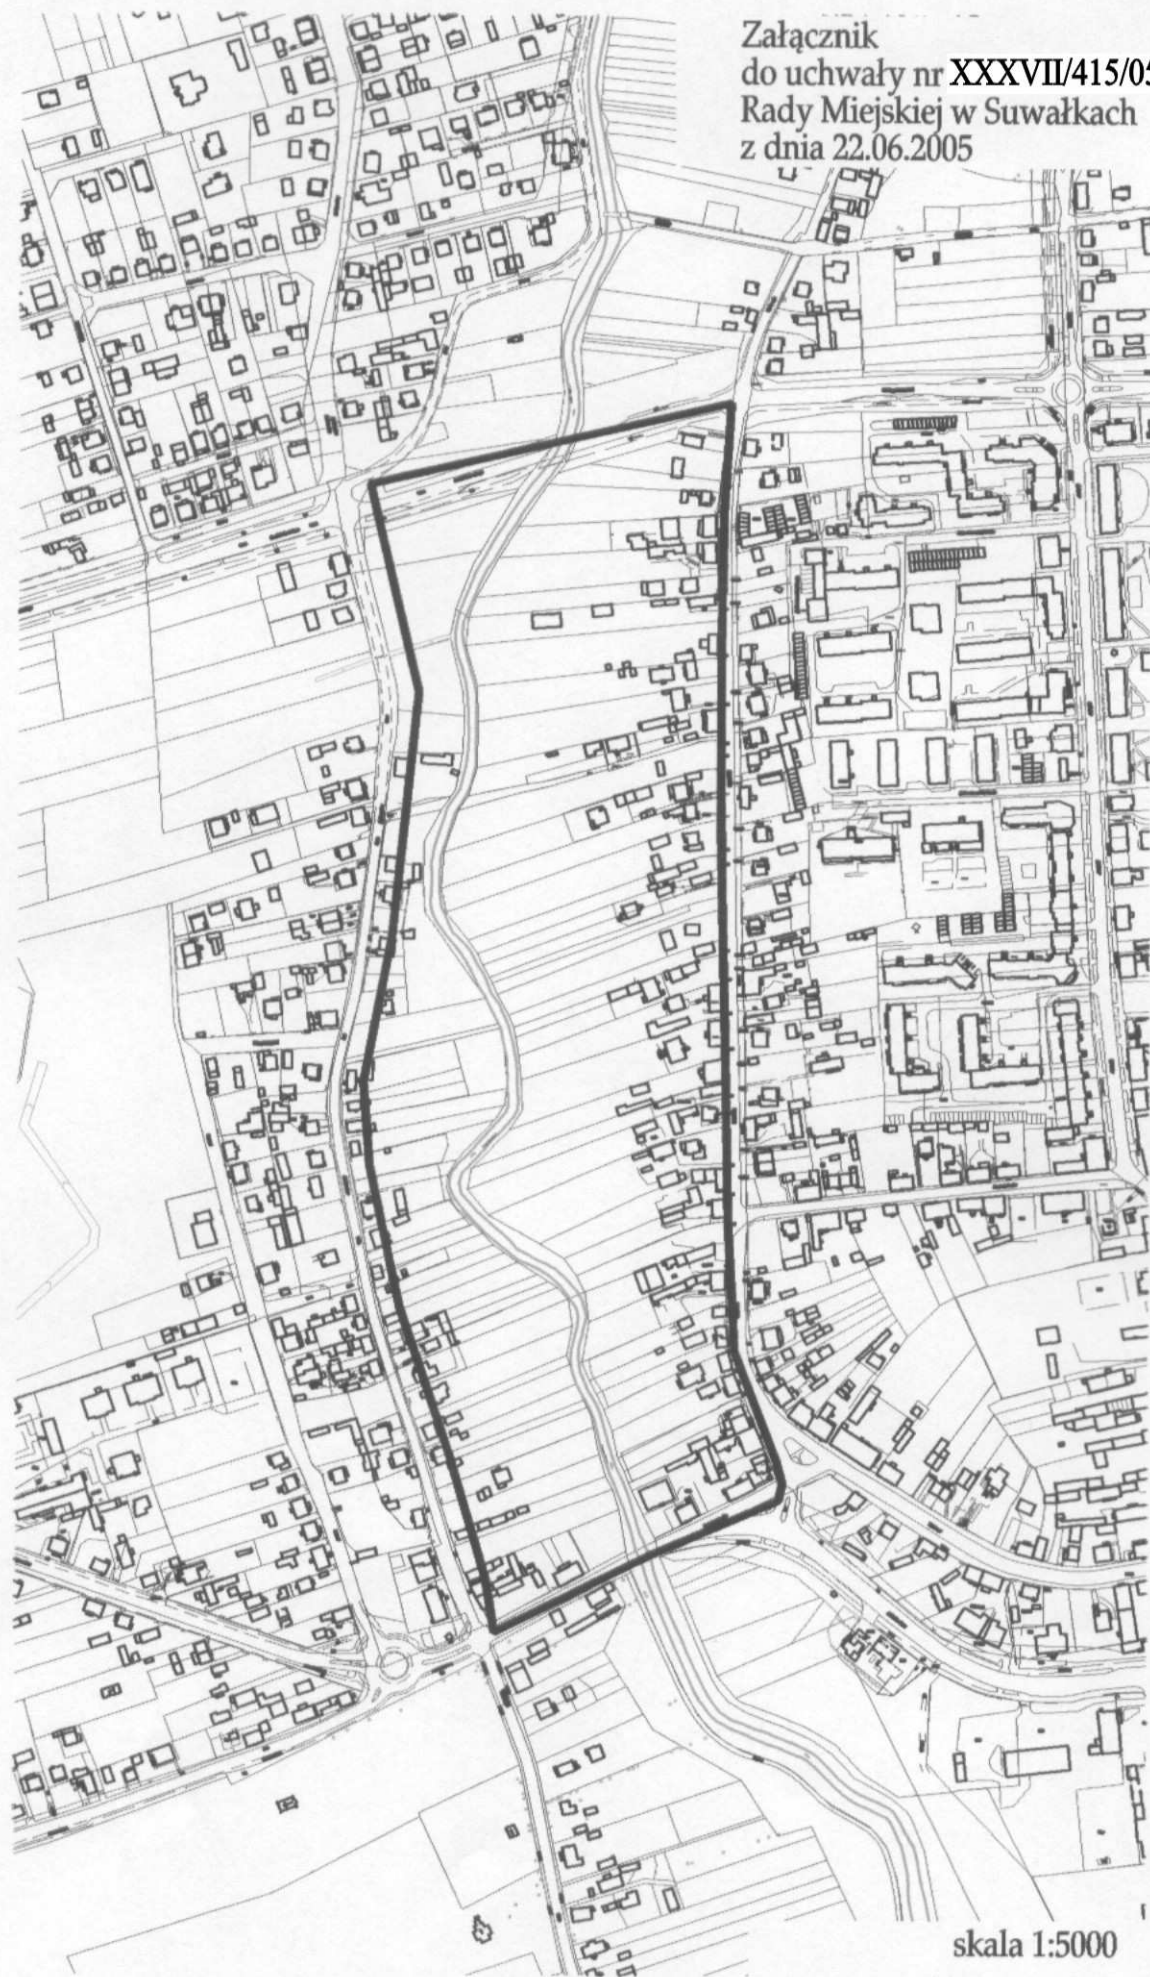 Załącznik
do uchwały nr XXXVII/415/05
Rady Miejskiej w Suwałkach
z dnia 22.06.2005
skala 1:5000